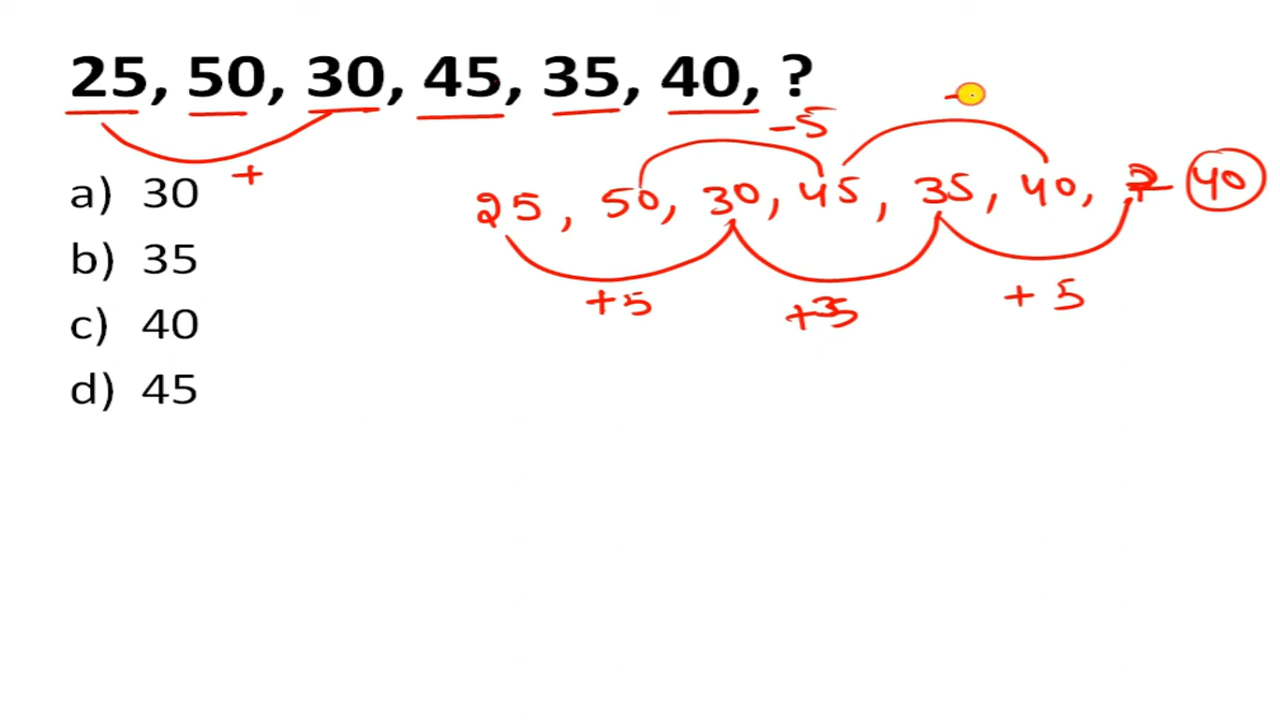 25, 50, 30, 45, 35, 40, ?
-5
-
+
25, 50, 30, 45, 35, 40, ? 40
a) 30
b) 35
+5 +35 +5
c) 40
d) 45